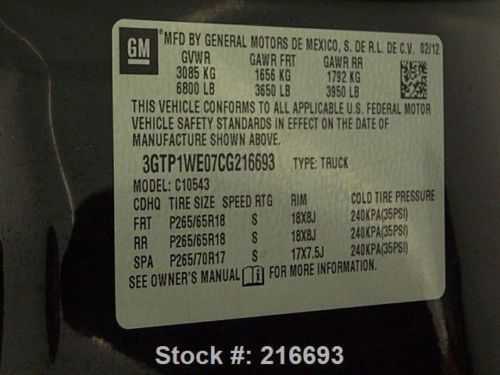 GM ®MFD BY GENERAL MOTORS DE MEXICO, S. DE R.L. DE C.V. 02/12
GVWR GAWR FRT GAWR RR
3085 KG 1656 KG 1792 KG
6800 LB 3650 LB 3950 LB
THIS VEHICLE CONFORMS TO ALL APPLICABLE U.S. FEDERAL MOTOR
VEHICLE SAFETY STANDARDS IN EFFECT ON THE DATE OF
MANUFACTURE SHOWN ABOVE.
3GTP1WE07CG216693 TYPE: TRUCK
MODEL: C10543
CDHQ TIRE SIZE SPEED RTG RIM COLD TIRE PRESSURE
FRT P265/65R18 S 18X8J 240KPA(35PSI)
RR P265/65R18 S 18X8J 240KPA(35PSI)
SPA P265/70R17 S 17X7.5J 240KPA(35PSI)
SEE OWNER'S MANUAL FOR MORE INFORMATION.
Stock #: 216693